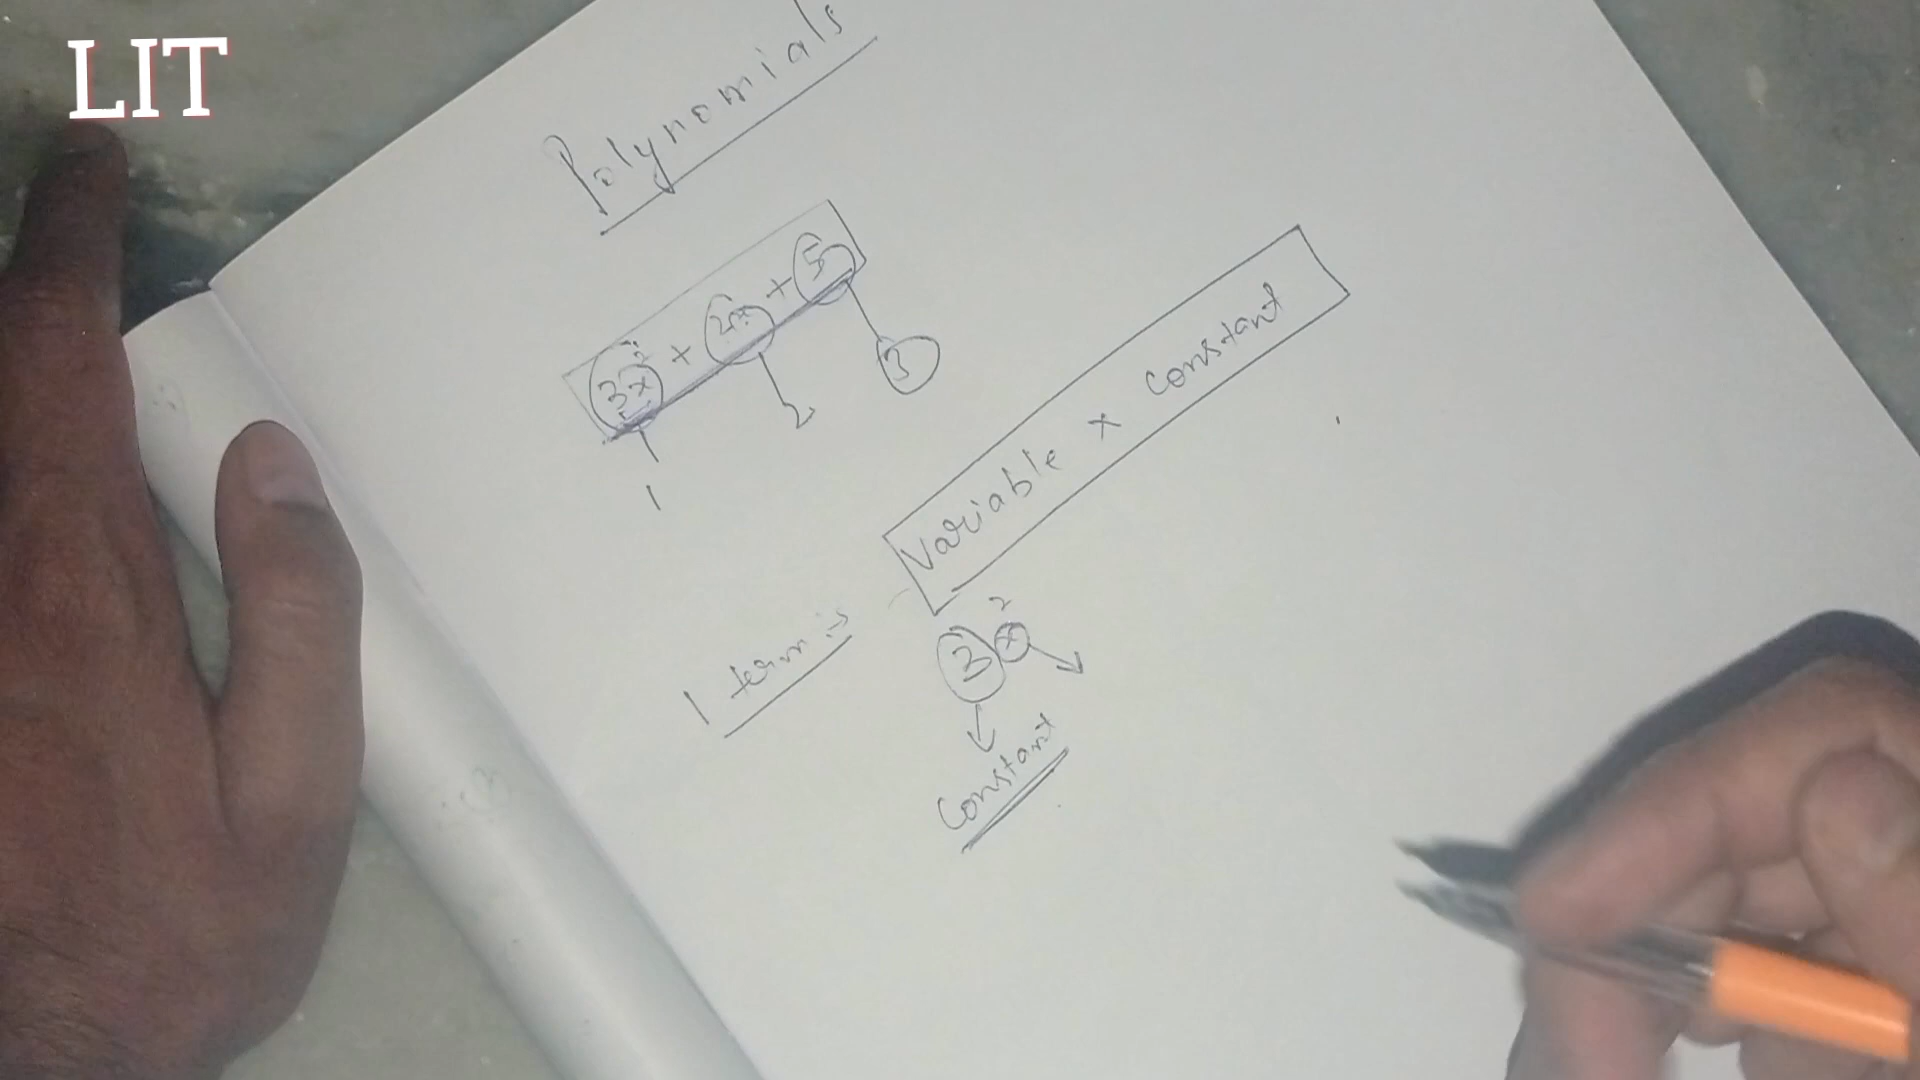 LIT
Polynomials
3x² + 2x + 5
1 2 3
Variable x Constant
1 term is
3x²
Constant